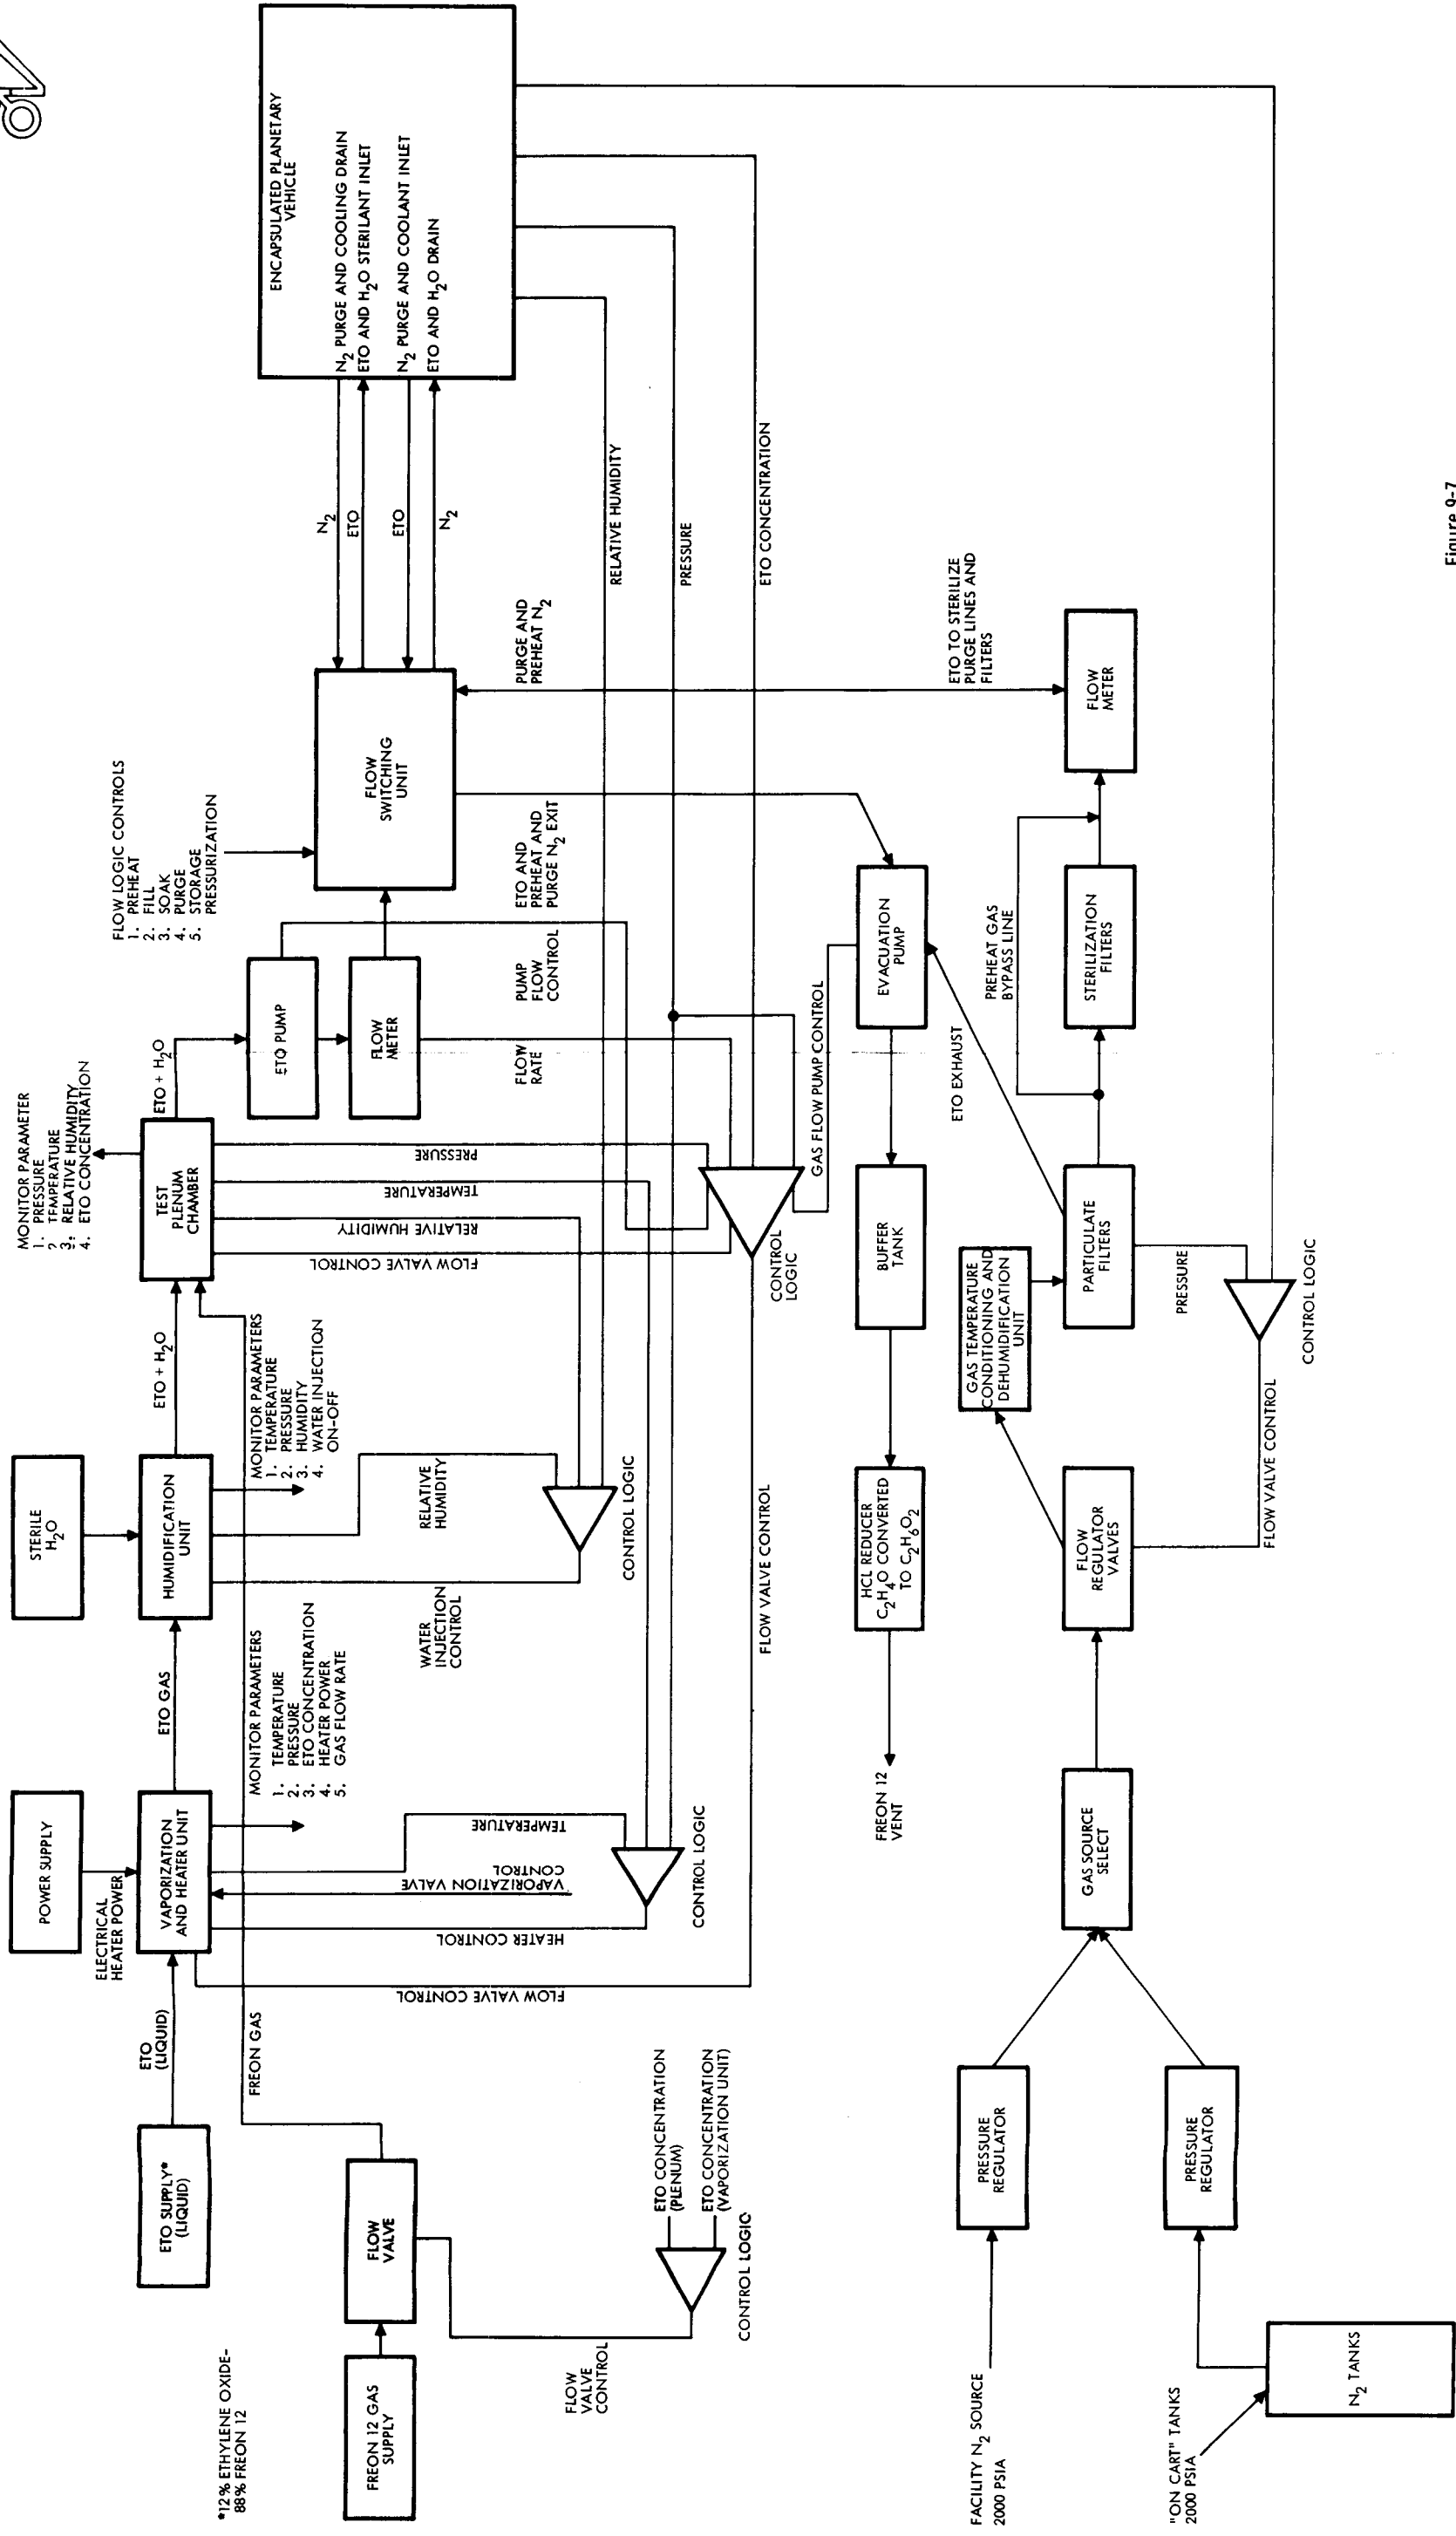 ENCAPSULATED PLANETARY
VEHICLE
N2 PURGE AND COOLING DRAIN
ETO AND H2O STERILANT INLET
N2 PURGE AND COOLANT INLET
ETO AND H2O DRAIN
N2
ETO
ETO
N2
RELATIVE HUMIDITY
PRESSURE
ETO CONCENTRATION
FLOW LOGIC CONTROLS
1. PREHEAT
2. FILL
3. SOAK
4. PURGE
5. STORAGE
PRESSURIZATION
FLOW
SWITCHING
UNIT
PURGE AND
PREHEAT N2
ETO TO STERILIZE
PURGE LINES AND
FILTERS
FLOW
METER
ETO AND
PREHEAT AND
PURGE N2 EXIT
MONITOR PARAMETER
1. PRESSURE
2. TEMPERATURE
3. RELATIVE HUMIDITY
4. ETO CONCENTRATION
ETO + H2O
ETO PUMP
FLOW
METER
PUMP
FLOW
CONTROL
FLOW
RATE
TEST
PLENUM
CHAMBER
PRESSURE
TEMPERATURE
RELATIVE HUMIDITY
FLOW VALVE CONTROL
CONTROL
LOGIC
GAS FLOW PUMP CONTROL
EVACUATION
PUMP
ETO EXHAUST
PREHEAT GAS
BYPASS LINE
STERILIZATION
FILTERS
BUFFER
TANK
GAS TEMPERATURE
CONDITIONING AND
DEHUMIDIFICATION
UNIT
PARTICULATE
FILTERS
PRESSURE
CONTROL LOGIC
FLOW VALVE CONTROL
STERILE
H2O
HUMIDIFICATION
UNIT
ETO + H2O
MONITOR PARAMETERS
1. TEMPERATURE
2. PRESSURE
3. HUMIDITY
4. WATER INJECTION
ON-OFF
RELATIVE
HUMIDITY
WATER
INJECTION
CONTROL
CONTROL LOGIC
FLOW VALVE CONTROL
HCL REDUCER
C2H4O CONVERTED
TO C2H6O2
FREON 12
VENT
FLOW
REGULATOR
VALVES
POWER SUPPLY
ELECTRICAL
HEATER POWER
VAPORIZATION
AND HEATER UNIT
ETO GAS
MONITOR PARAMETERS
1. TEMPERATURE
2. PRESSURE
3. ETO CONCENTRATION
4. HEATER POWER
5. GAS FLOW RATE
TEMPERATURE
VAPORIZATION VALVE
CONTROL
HEATER CONTROL
FLOW VALVE CONTROL
CONTROL LOGIC
GAS SOURCE
SELECT
ETO
(LIQUID)
FREON GAS
ETO SUPPLY*
(LIQUID)
*12% ETHYLENE OXIDE-
88% FREON 12
FLOW
VALVE
FREON 12 GAS
SUPPLY
FLOW
VALVE
CONTROL
ETO CONCENTRATION
(PLENUM)
ETO CONCENTRATION
(VAPORIZATION UNIT)
CONTROL LOGIC
PRESSURE
REGULATOR
PRESSURE
REGULATOR
FACILITY N2 SOURCE
2000 PSIA
"ON CART" TANKS
2000 PSIA
N2 TANKS
Figure 9-7